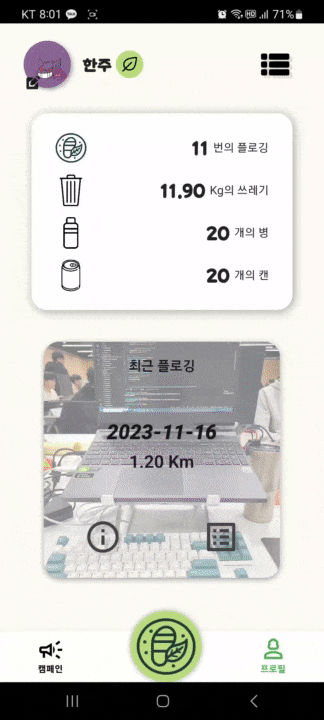 KT 8:01 71%
한주
11 번의 플로깅
11.90 Kg의 쓰레기
20 개의 병
20 개의 캔
최근 플로깅
2023-11-16
1.20 Km
캠페인
프로필